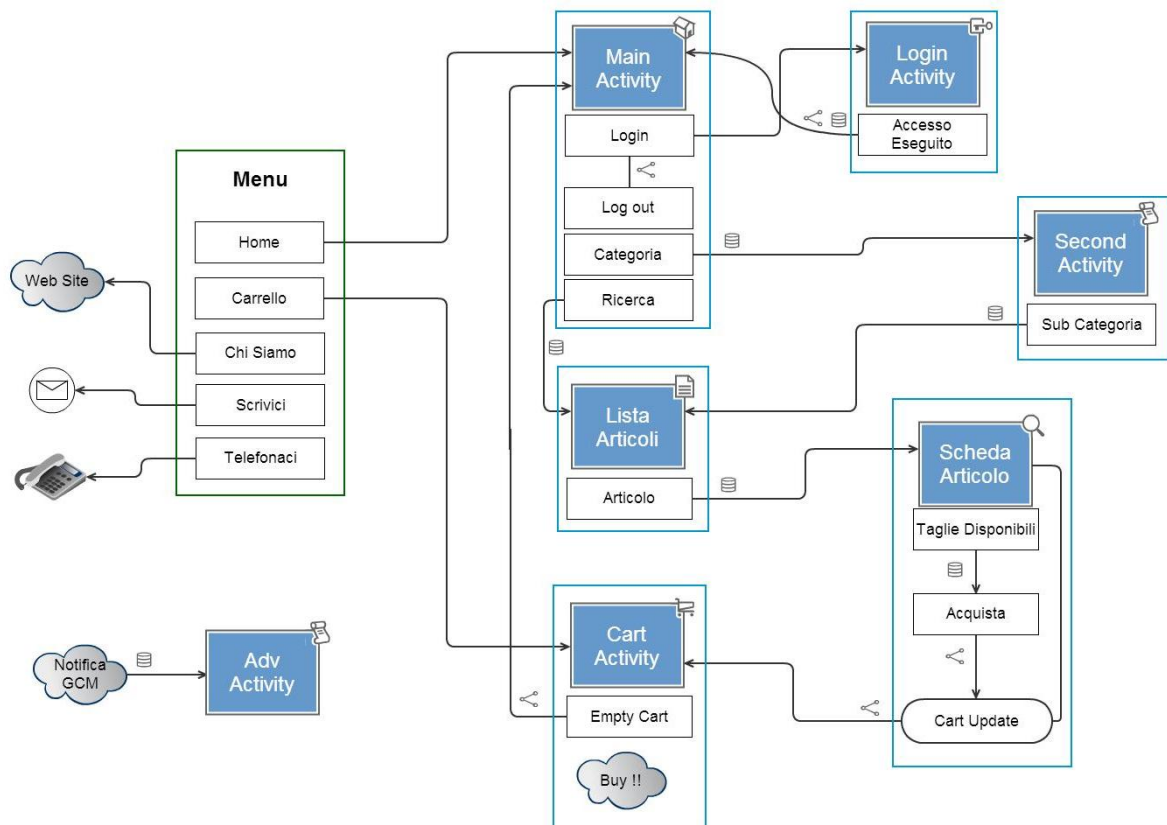 Menu
Home
Carrello
Chi Siamo
Scrivici
Telefonaci
Web Site
Notifica
GCM
Adv
Activity
Main
Activity
Login
Log out
Categoria
Ricerca
Login
Activity
Accesso
Eseguito
Second
Activity
Sub Categoria
Lista
Articoli
Articolo
Scheda
Articolo
Taglie Disponibili
Acquista
Cart Update
Cart
Activity
Empty Cart
Buy !!